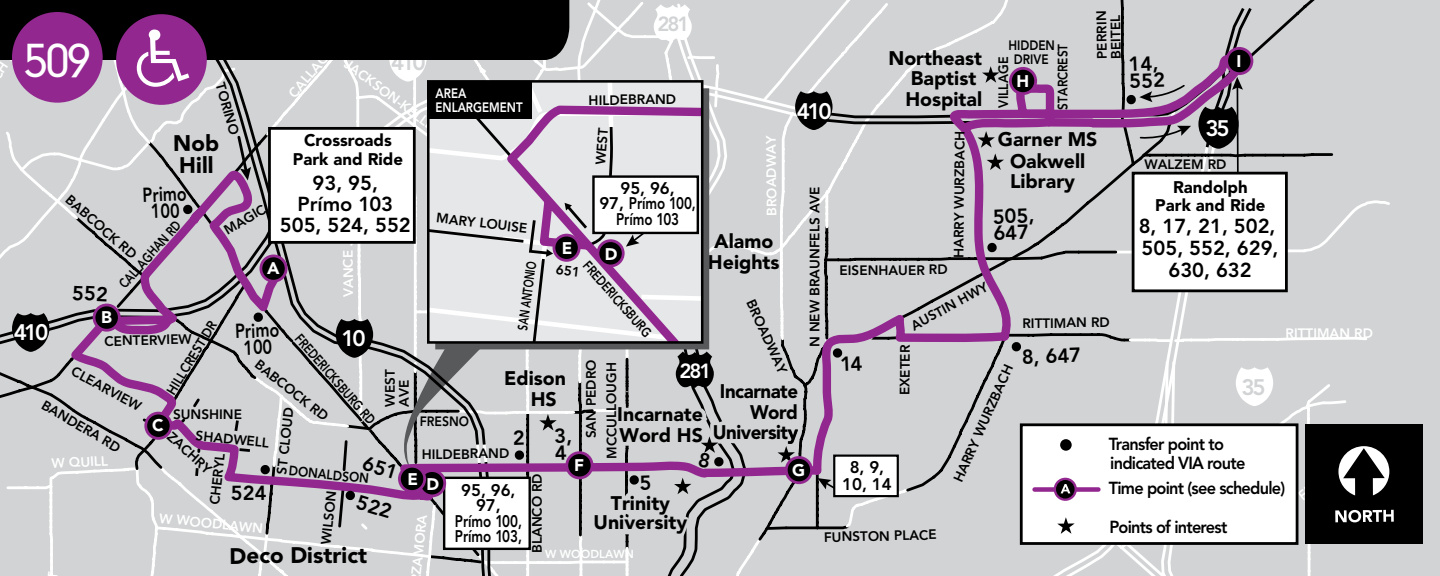 509
281
410
CALLAG
JACKSON-K
TORINO
Nob
Hill
Primo
100
BABCOCK RD
CALLAGHAN RD
MAGIC
A
Crossroads
Park and Ride
93, 95,
Prímo 103
505, 524, 552
VANCE
552
B
410
CENTERVIEW
Primo
100
10
HILLCREST DR
FREDERICKSBURG RD
BABCOCK RD
CLEARVIEW
BANDERA RD
C
SUNSHINE
SHADWELL
ZACHRY
CHERYL
ST CLOUD
W QUILL
524
DONALDSON
WILSON
522
W WOODLAWN
Deco District
WEST
AVE
FRESNO
651
E
D
ZARZAMORA
HILDEBRAND
95, 96,
97,
Prímo 100,
Prímo 103,
AREA
ENLARGEMENT
HILDEBRAND
WEST
95, 96,
97, Prímo 100,
Prímo 103
MARY LOUISE
E
D
651
SAN ANTONIO
FREDERICKSBURG
2
BLANCO RD
Edison
HS
3,
4
F
SAN PEDRO
MCCULLOUGH
5
Trinity
University
W WOODLAWN
281
Incarnate
Word HS
8
Incarnate
Word
University
G
8, 9,
10, 14
FUNSTON PLACE
Alamo
Heights
BROADWAY
BROADWAY
N NEW BRAUNFELS AVE
14
EISENHAUER RD
AUSTIN HWY
EXETER
RITTIMAN RD
RITTIMAN RD
8, 647
HARRY WURZBACH
HARRY WURZBACH
505,
647
410
Northeast
Baptist
Hospital
VILLAGE
HIDDEN
DRIVE
H
STARCREST
PERRIN
BEITEL
14,
552
I
35
Garner MS
Oakwell
Library
WALZEM RD
Randolph
Park and Ride
8, 17, 21, 502,
505, 552, 629,
630, 632
35
Transfer point to
indicated VIA route
A
Time point (see schedule)
Points of interest
NORTH